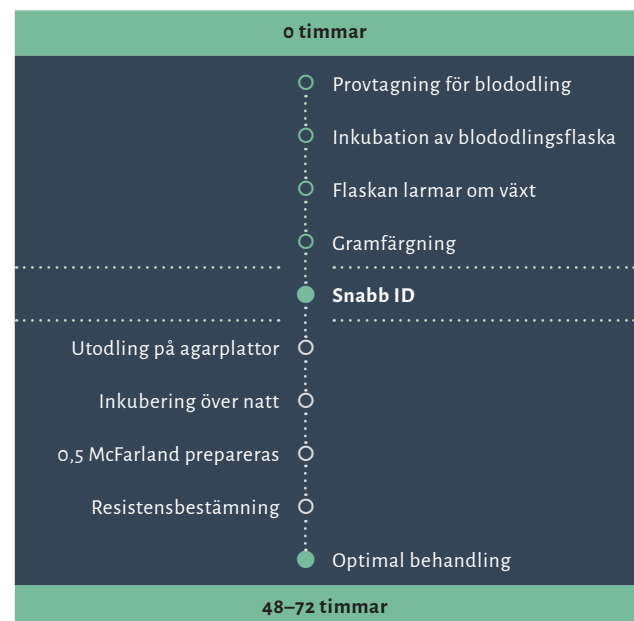 0 timmar
Provtagning för blododling
Inkubation av blododlingsflaska
Flaskan larmar om växt
Gramfärgning
Snabb ID
Utodling på agarplattor
Inkubering över natt
0,5 McFarland prepareras
Resistensbestämning
Optimal behandling
48–72 timmar